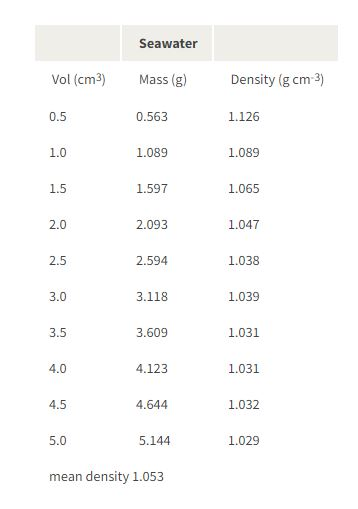 Seawater
Vol (cm³) Mass (g) Density (g cm-³)
0.5 0.563 1.126
1.0 1.089 1.089
1.5 1.597 1.065
2.0 2.093 1.047
2.5 2.594 1.038
3.0 3.118 1.039
3.5 3.609 1.031
4.0 4.123 1.031
4.5 4.644 1.032
5.0 5.144 1.029
mean density 1.053